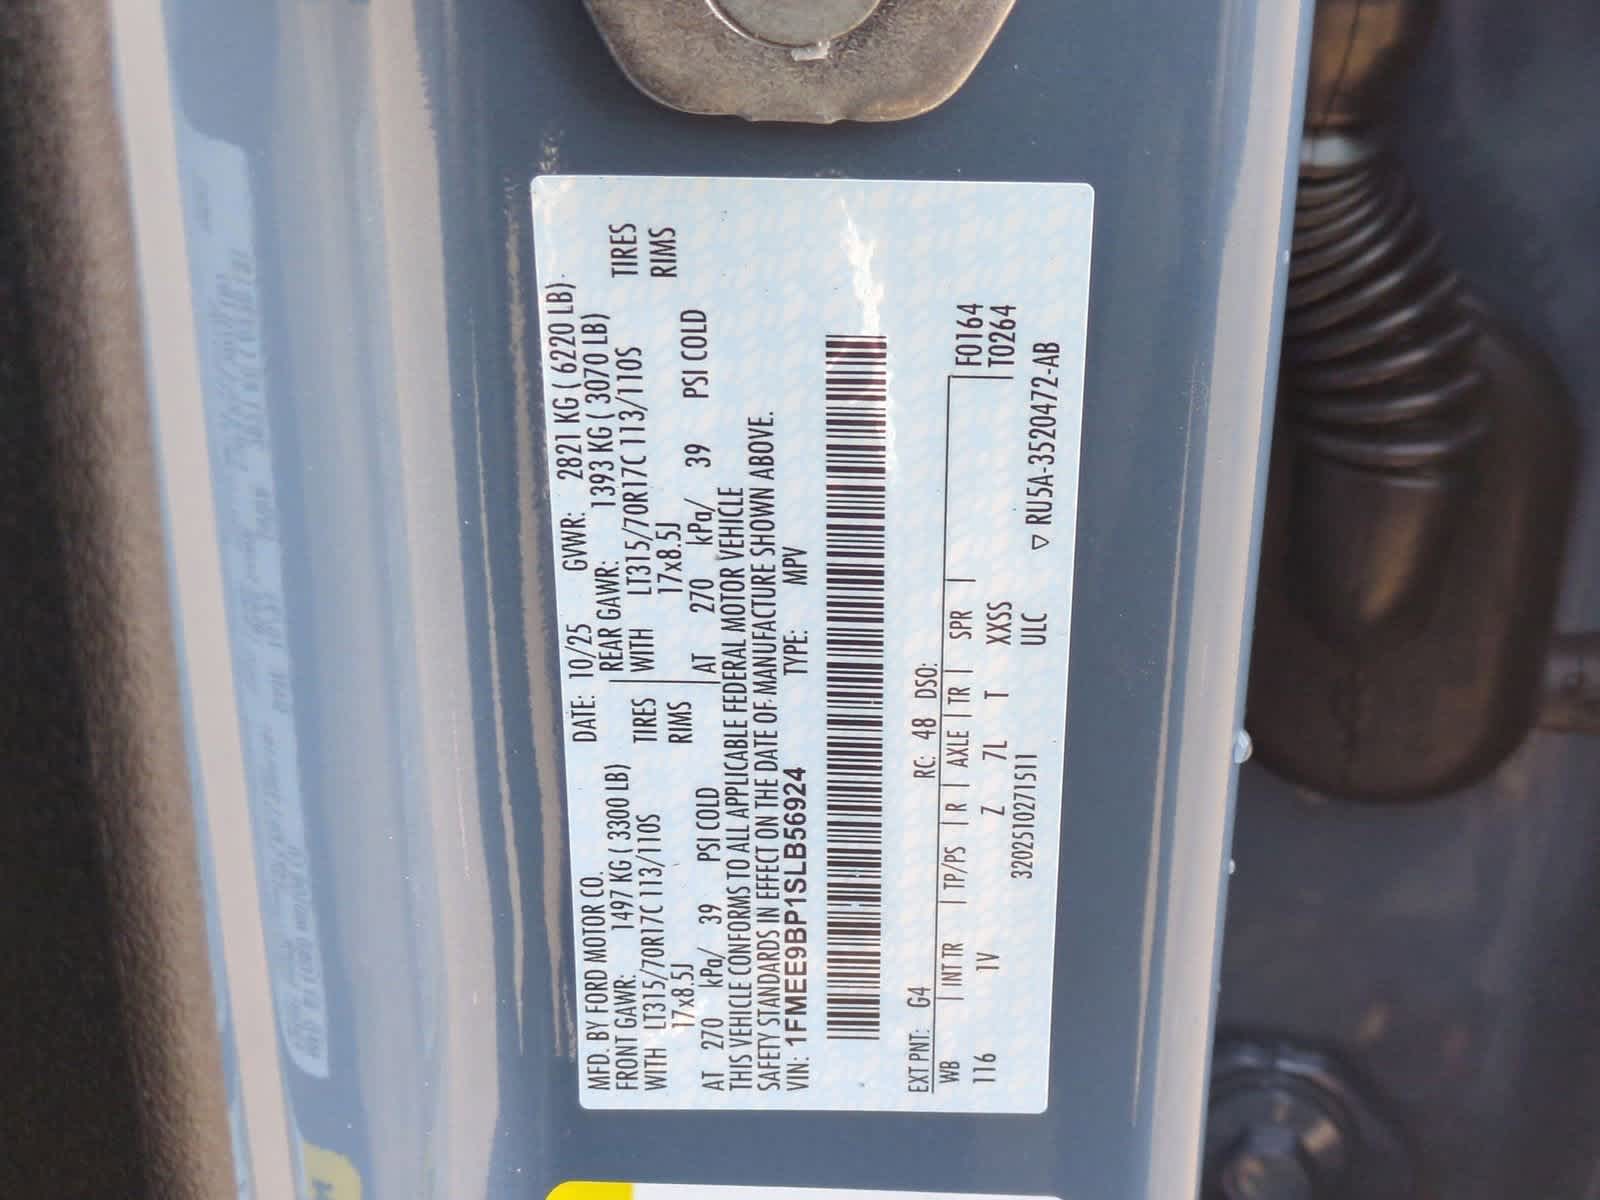 MFD. BY FORD MOTOR CO.
DATE: 10/25 GVWR: 2821 KG ( 6220 LB)
FRONT GAWR: 1497 KG ( 3300 LB)
REAR GAWR: 1393 KG ( 3070 LB)
WITH LT315/70R17C 113/110S TIRES
WITH LT315/70R17C 113/110S TIRES
17x8.5J RIMS
17x8.5J RIMS
AT 270 kPa/ 39 PSI COLD
AT 270 kPa/ 39 PSI COLD
THIS VEHICLE CONFORMS TO ALL APPLICABLE FEDERAL MOTOR VEHICLE
SAFETY STANDARDS IN EFFECT ON THE DATE OF MANUFACTURE SHOWN ABOVE.
VIN: 1FMEE9BP1SLB56924 TYPE: MPV
EXT PNT: G4 RC: 48 DSO:
WB | INT TR | TP/PS | R | AXLE | TR | SPR | F0164
116 1V Z 7L T XXSS T0264
3202510271511 ULC
▽ RU5A-3520472-AB